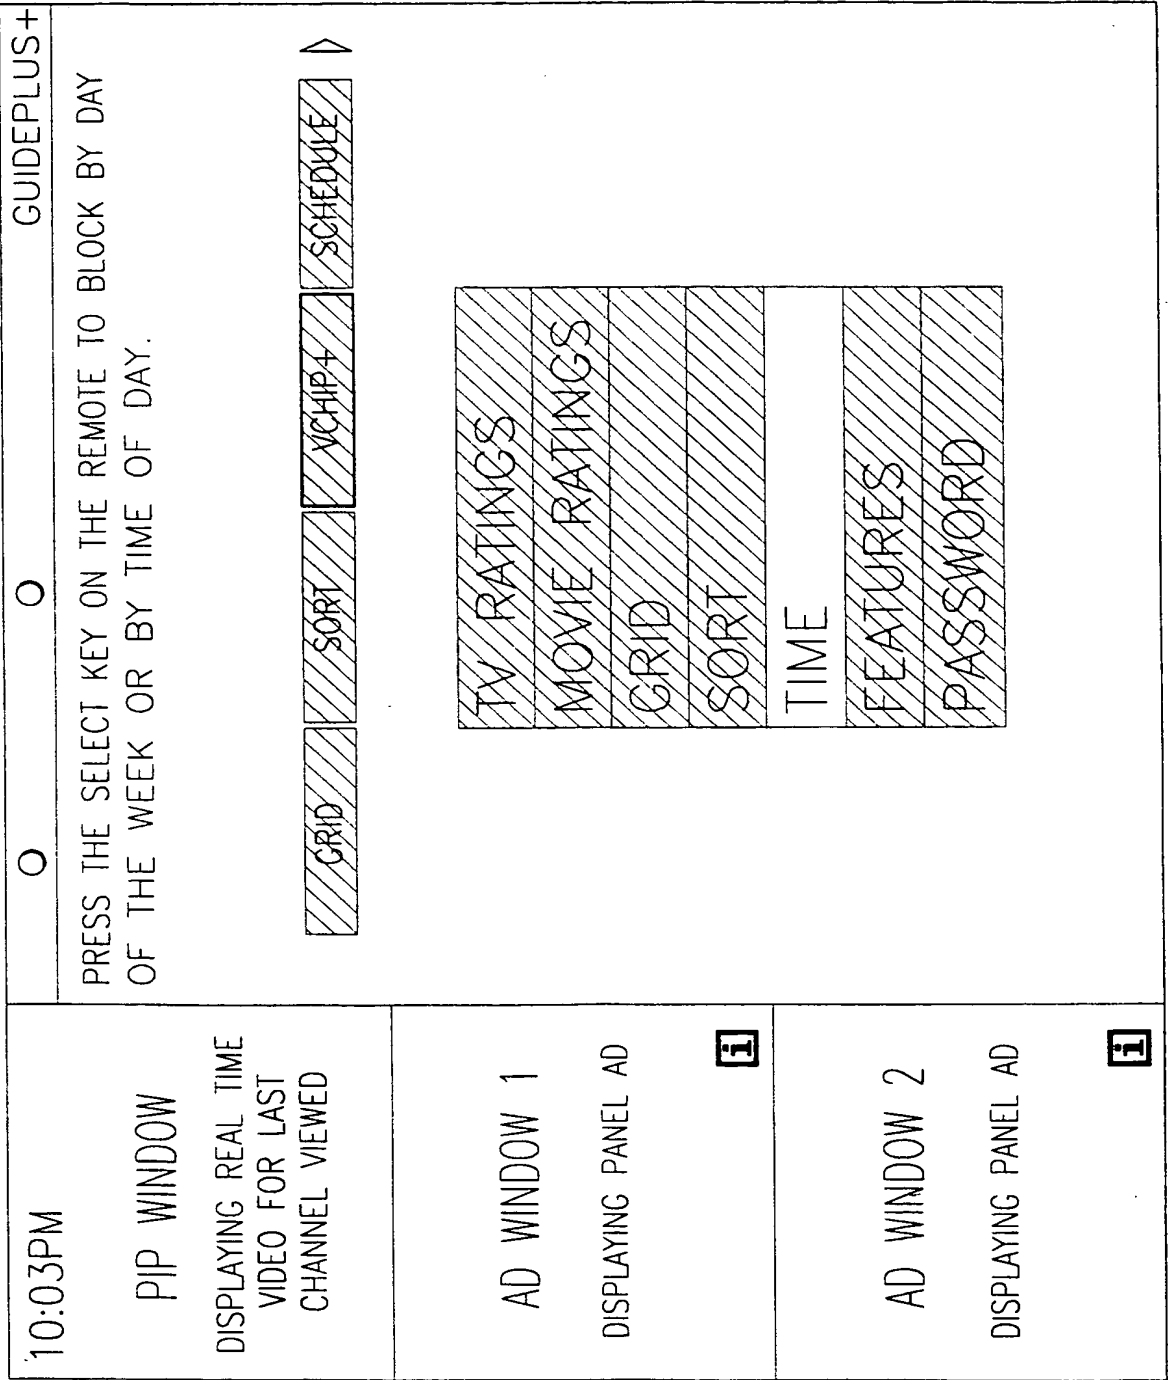 10:03PM
GUIDEPLUS+
PIP WINDOW
DISPLAYING REAL TIME
VIDEO FOR LAST
CHANNEL VIEWED
AD WINDOW 1
DISPLAYING PANEL AD
i
AD WINDOW 2
DISPLAYING PANEL AD
i
PRESS THE SELECT KEY ON THE REMOTE TO BLOCK BY DAY
OF THE WEEK OR BY TIME OF DAY.
GRID SORT VCHIP+ SCHEDULE
TV RATINGS
MOVIE RATINGS
GRID
SORT
TIME
FEATURES
PASSWORD